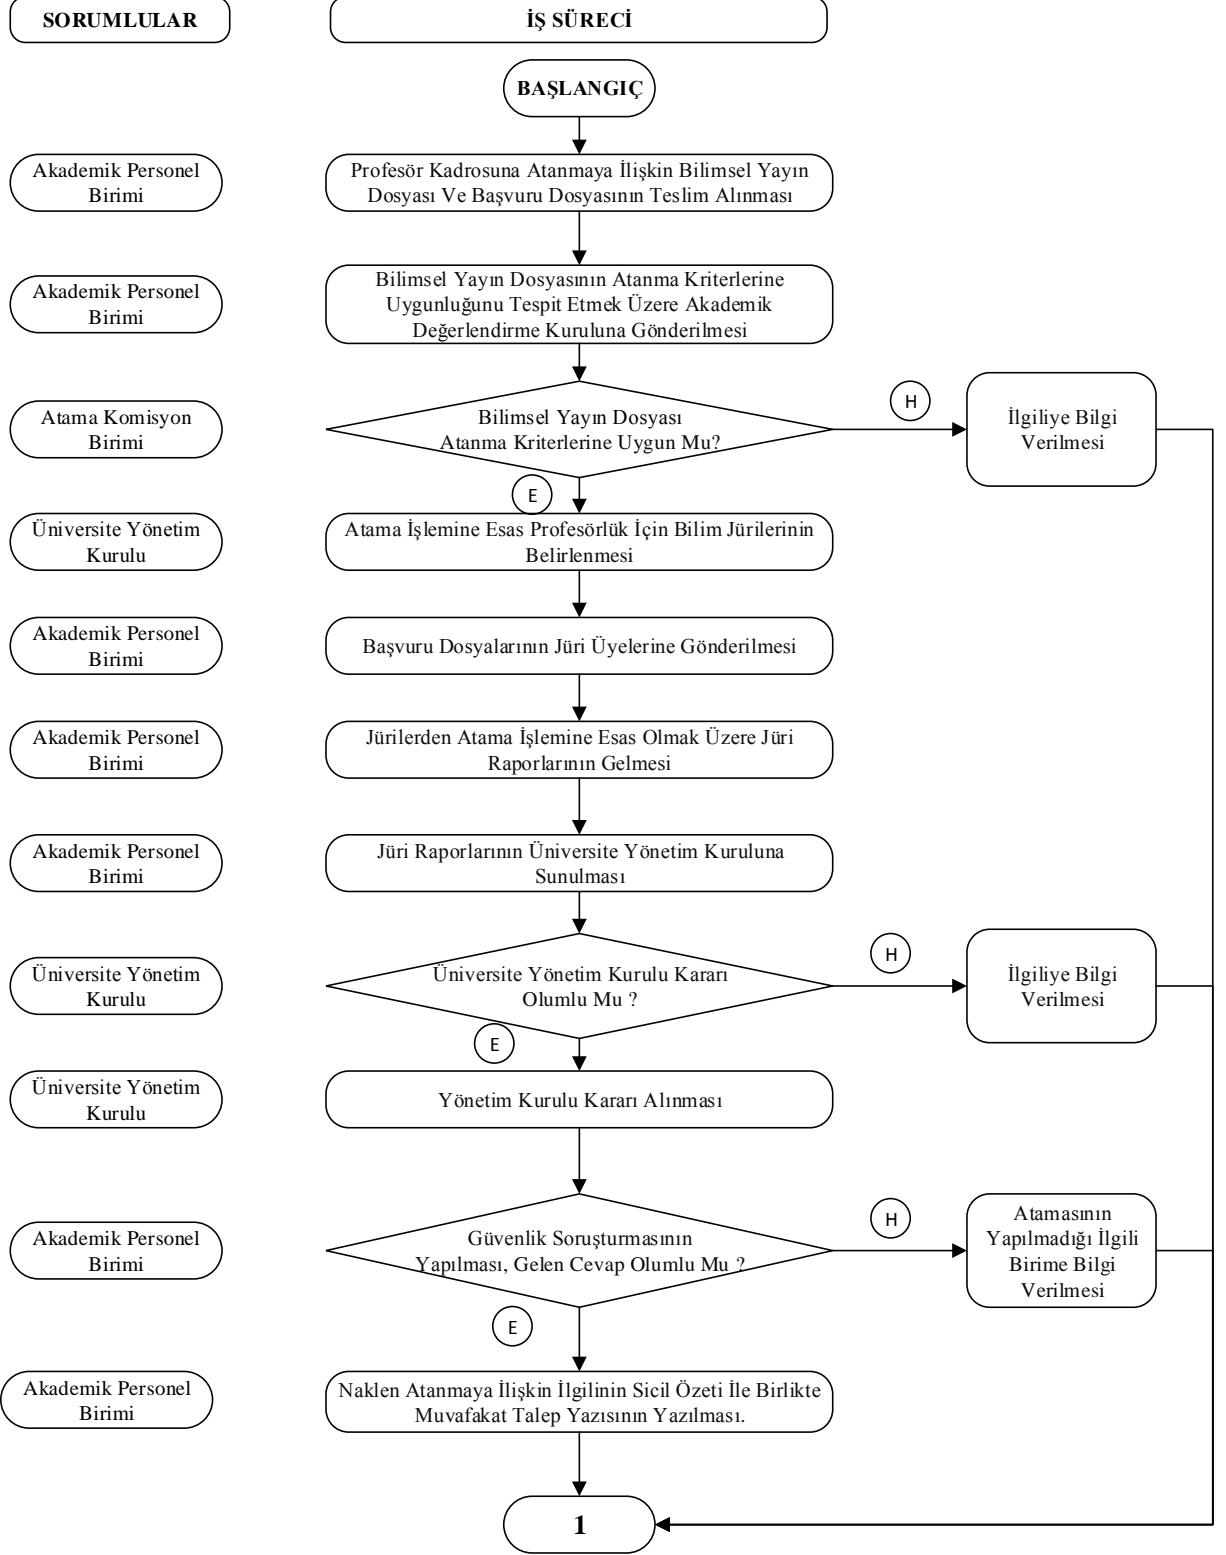 SORUMLULAR
İŞ SÜRECİ
BAŞLANGIÇ
Akademik Personel
Birimi
Profesör Kadrosuna Atanmaya İlişkin Bilimsel Yayın
Dosyası Ve Başvuru Dosyasının Teslim Alınması
Akademik Personel
Birimi
Bilimsel Yayın Dosyasının Atanma Kriterlerine
Uygunluğunu Tespit Etmek Üzere Akademik
Değerlendirme Kuruluna Gönderilmesi
Atama Komisyon
Birimi
Bilimsel Yayın Dosyası
Atanma Kriterlerine Uygun Mu?
H
İlgiliye Bilgi
Verilmesi
E
Üniversite Yönetim
Kurulu
Atama İşlemine Esas Profesörlük İçin Bilim Jürilerinin
Belirlenmesi
Akademik Personel
Birimi
Başvuru Dosyalarının Jüri Üyelerine Gönderilmesi
Akademik Personel
Birimi
Jürilerden Atama İşlemine Esas Olmak Üzere Jüri
Raporlarının Gelmesi
Akademik Personel
Birimi
Jüri Raporlarının Üniversite Yönetim Kuruluna
Sunulması
Üniversite Yönetim
Kurulu
Üniversite Yönetim Kurulu Kararı
Olumlu Mu ?
H
İlgiliye Bilgi
Verilmesi
E
Üniversite Yönetim
Kurulu
Yönetim Kurulu Kararı Alınması
Akademik Personel
Birimi
Güvenlik Soruşturmasının
Yapılması, Gelen Cevap Olumlu Mu ?
H
Atamasının
Yapılmadığı İlgili
Birime Bilgi
Verilmesi
E
Akademik Personel
Birimi
Naklen Atanmaya İlişkin İlgilinin Sicil Özeti İle Birlikte
Muvafakat Talep Yazısının Yazılması.
1